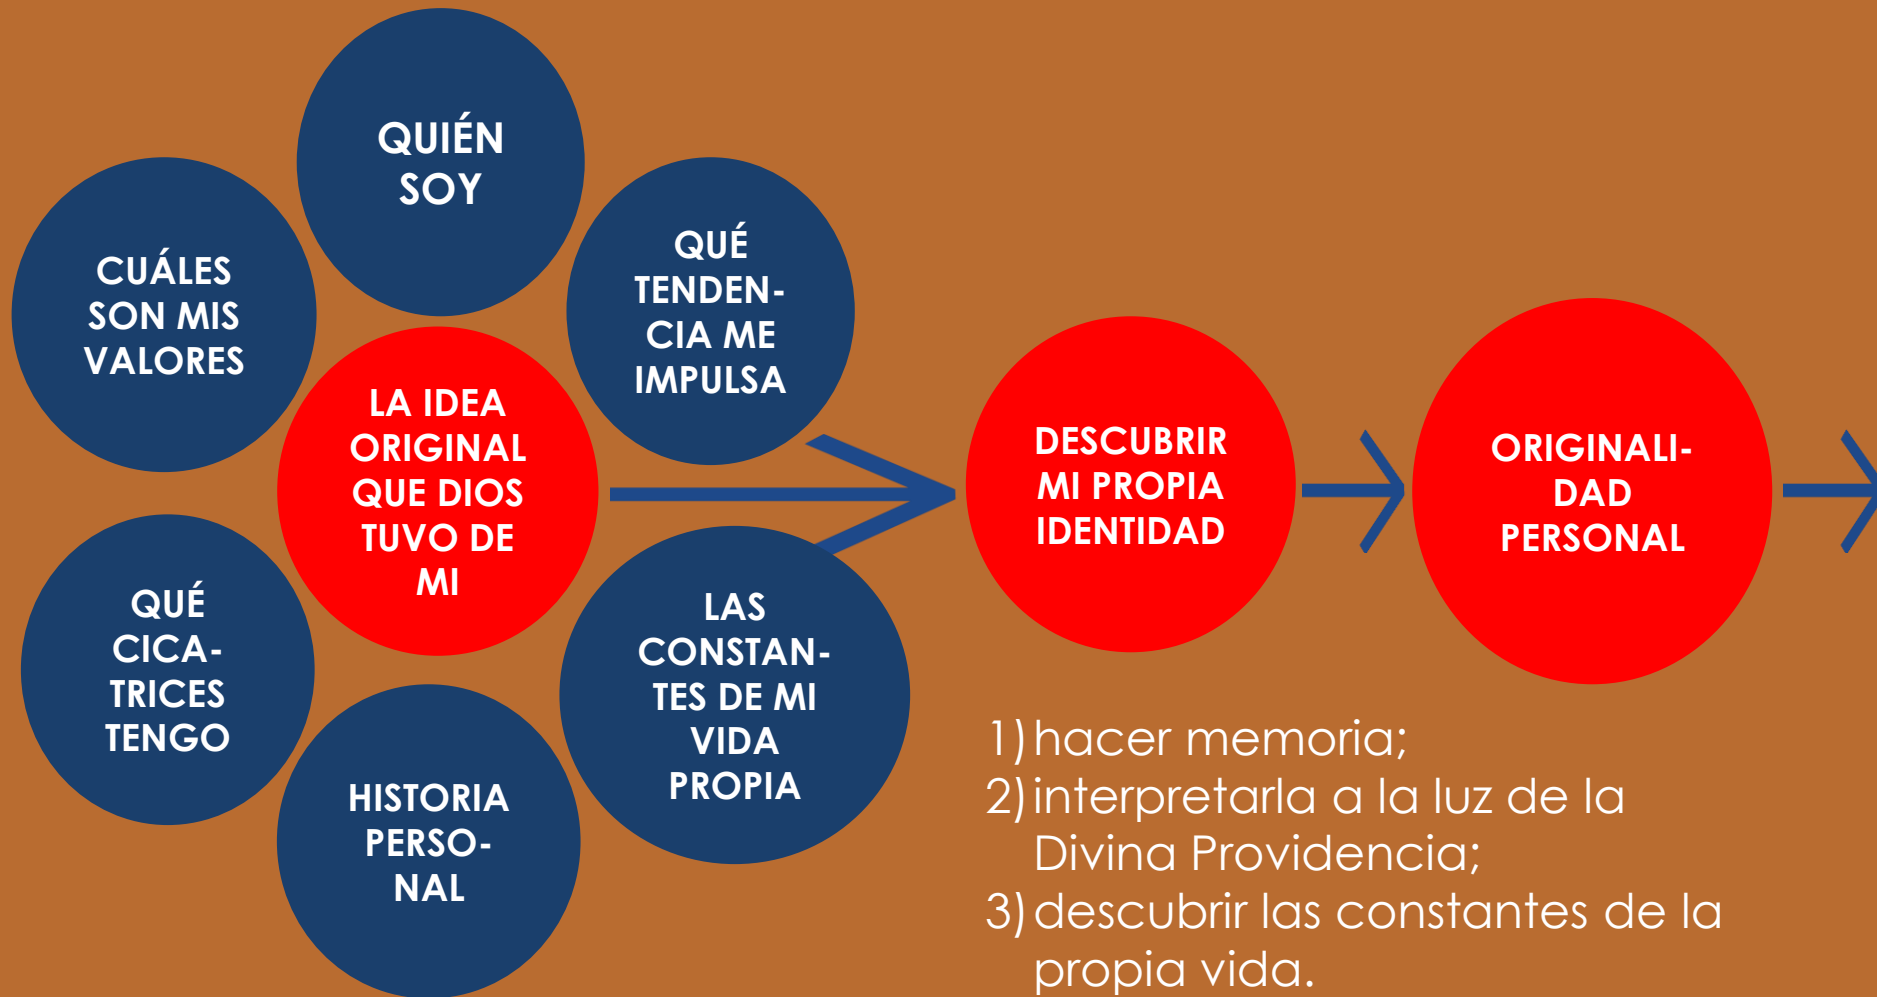 QUIÉN
SOY
CUÁLES
SON MIS
VALORES
QUÉ
TENDEN-
CIA ME
IMPULSA
LA IDEA
ORIGINAL
QUE DIOS
TUVO DE
MI
QUÉ
CICA-
TRICES
TENGO
HISTORIA
PERSO-
NAL
LAS
CONSTAN-
TES DE MI
VIDA
PROPIA
DESCUBRIR
MI PROPIA
IDENTIDAD
ORIGINALI-
DAD
PERSONAL
1) hacer memoria;
2) interpretarla a la luz de la
Divina Providencia;
3) descubrir las constantes de la
propia vida.